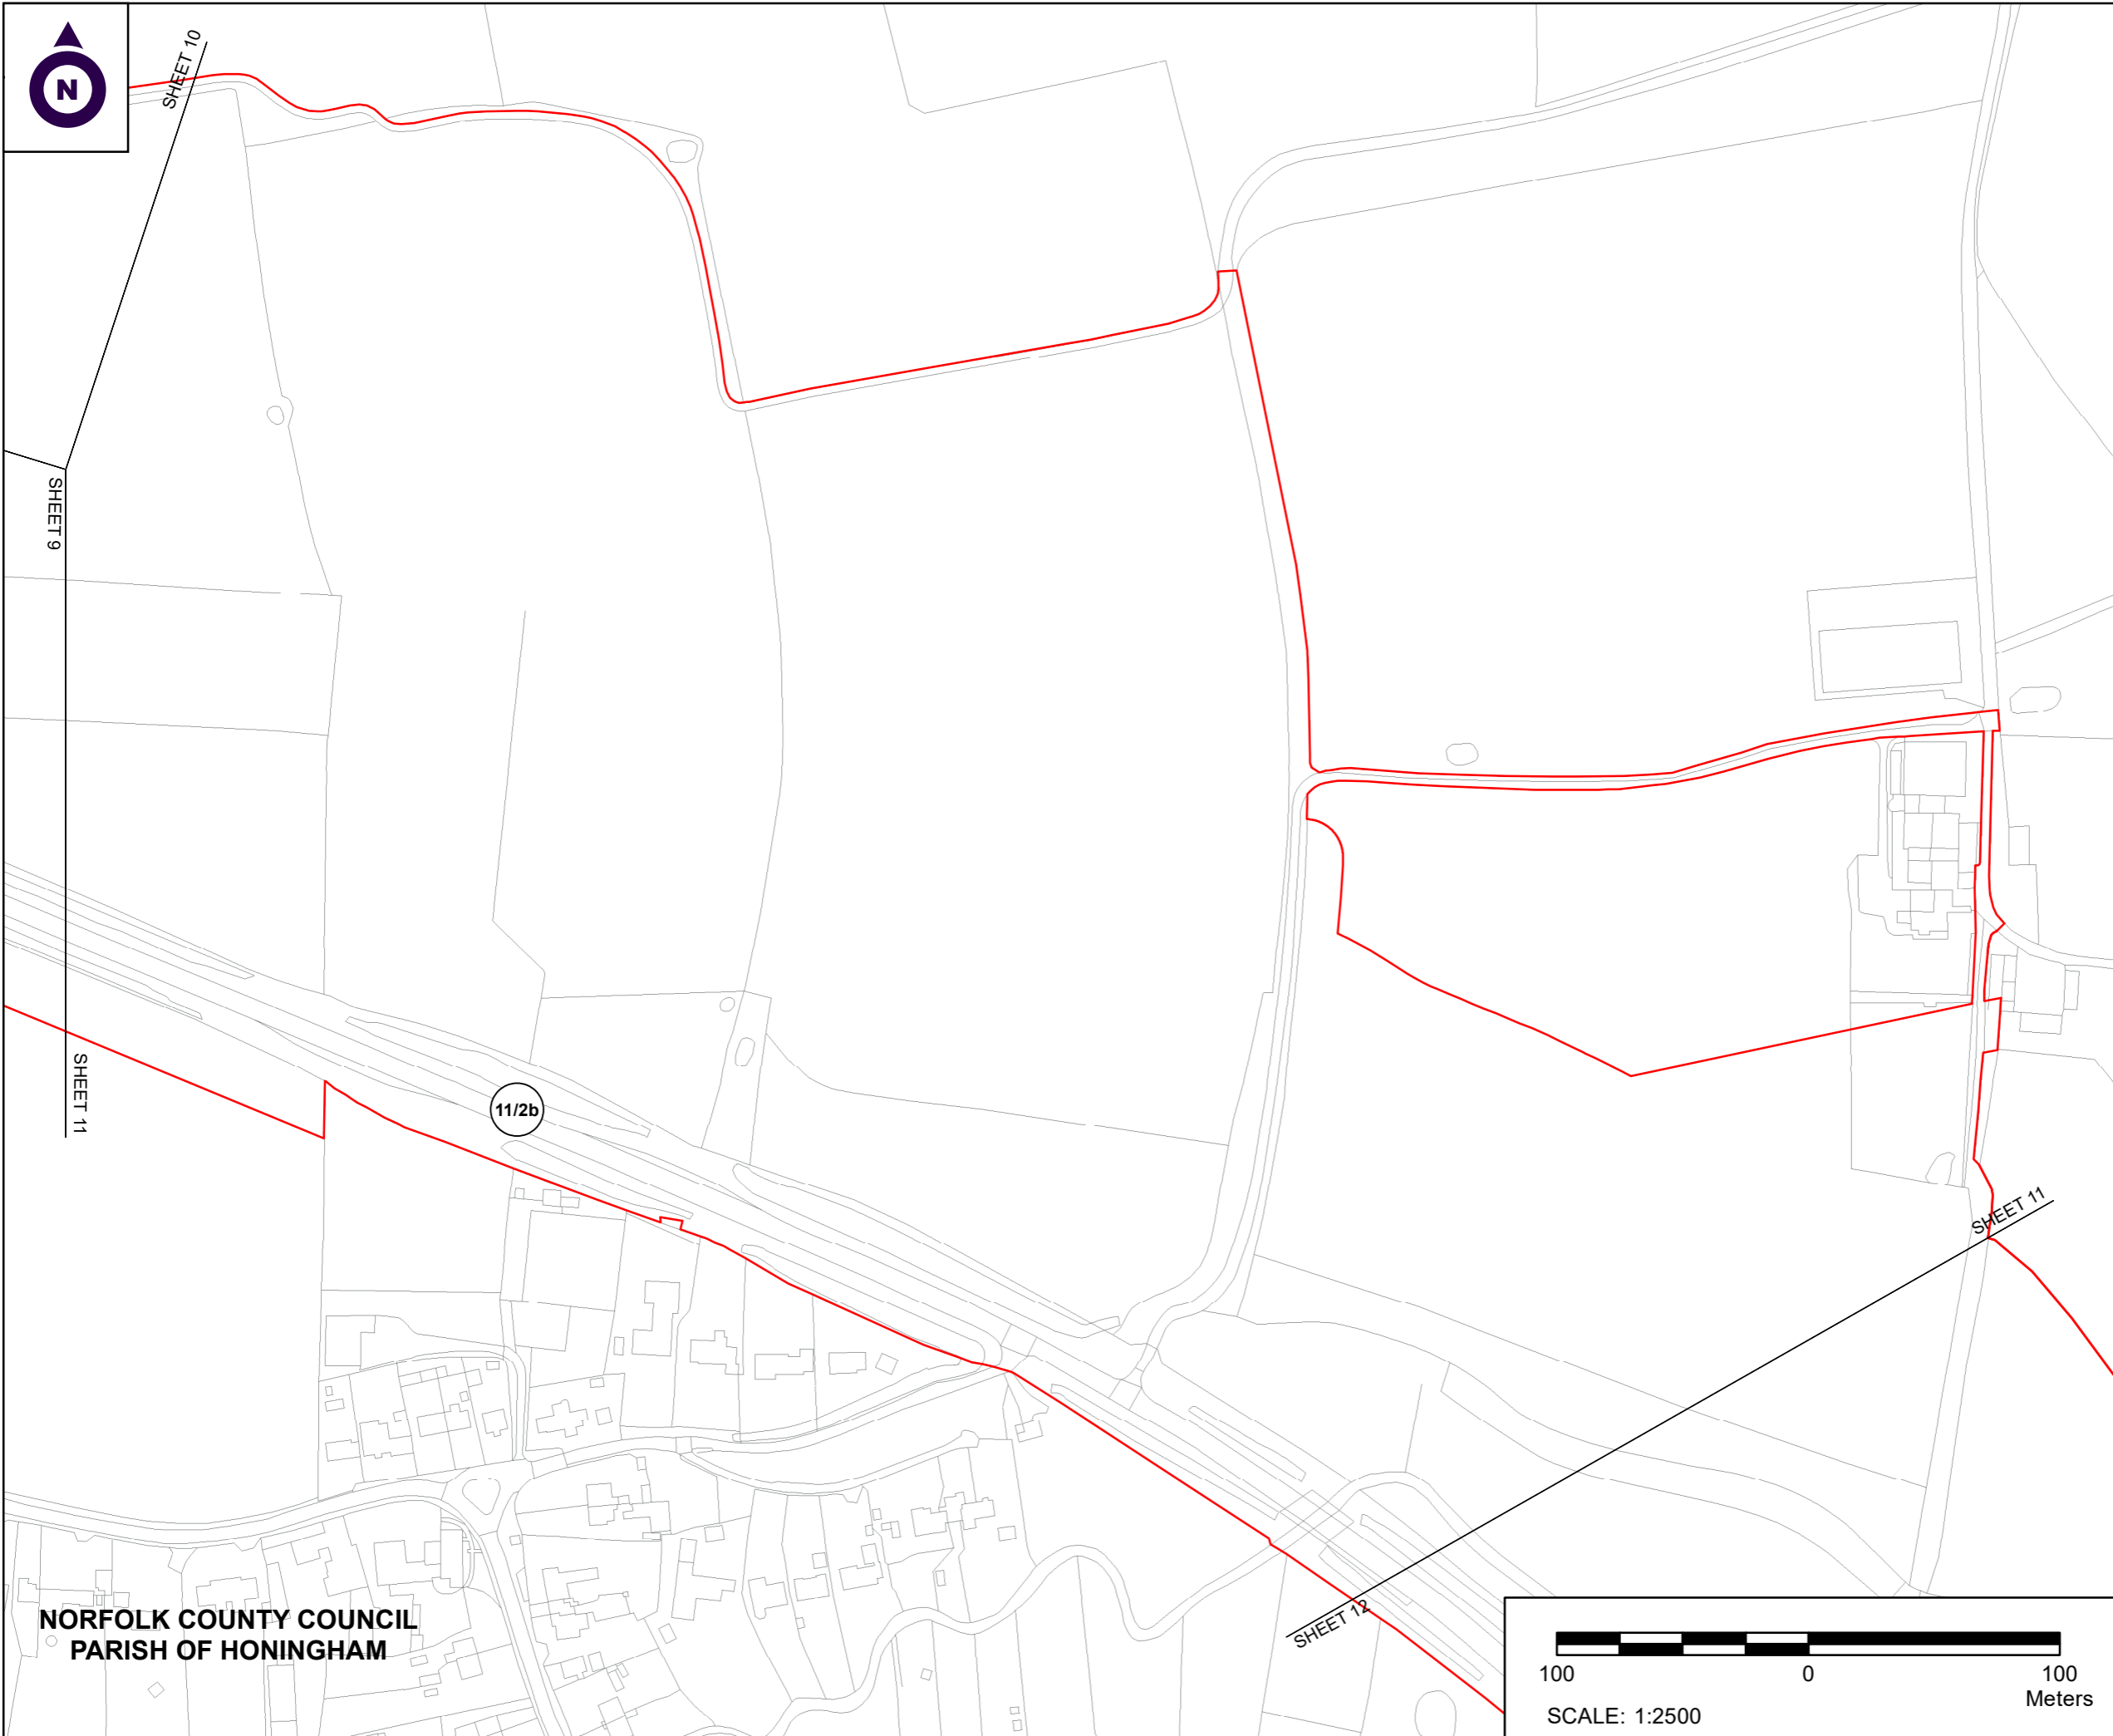 N
SHEET 10
SHEET 9
SHEET 11
11/2b
SHEET 11
SHEET 12
NORFOLK COUNTY COUNCIL
PARISH OF HONINGHAM
100 0 100
Meters
SCALE: 1:2500